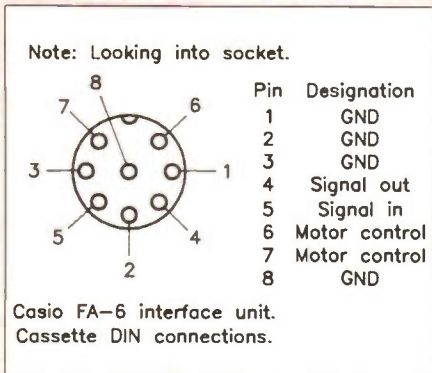 Note: Looking into socket.
8
7
6
3
1
5
4
2
Pin Designation
1 GND
2 GND
3 GND
4 Signal out
5 Signal in
6 Motor control
7 Motor control
8 GND
Casio FA-6 interface unit.
Cassette DIN connections.